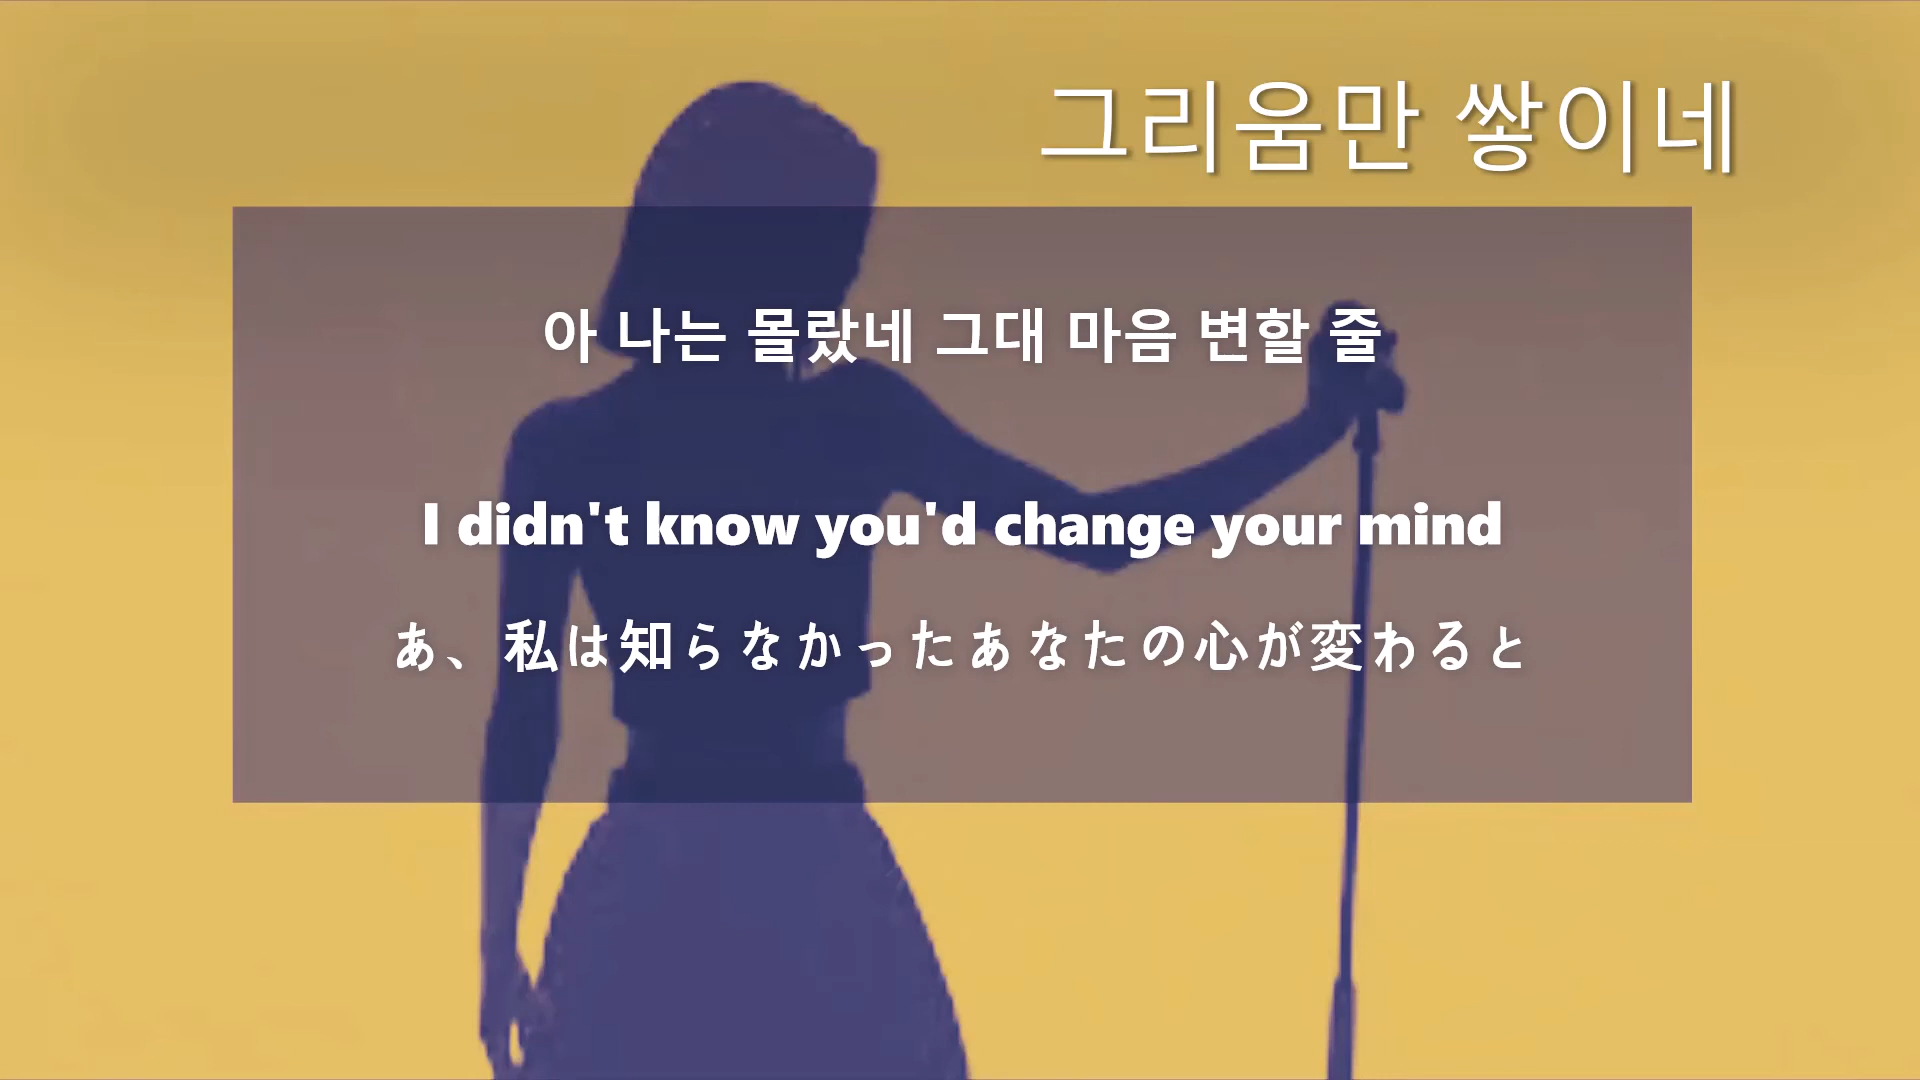 그리움만 쌓이네
아 나는 몰랐네 그대 마음 변할 줄
I didn't know you'd change your mind
あ、私は知らなかったあなたの心が変わると